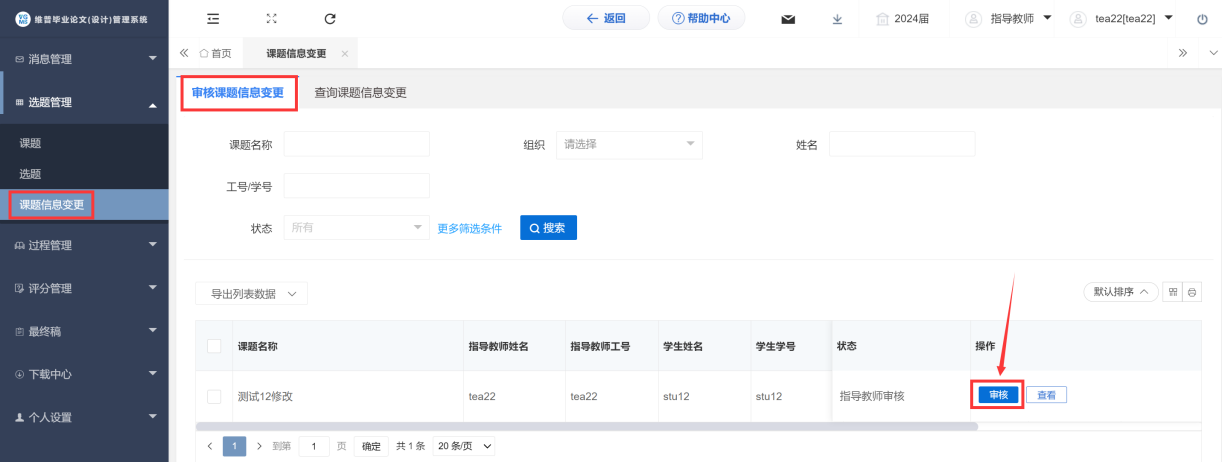 维普毕业论文(设计)管理系统
返回
帮助中心
2024届
指导教师
tea22[tea22]
消息管理
选题管理
课题
选题
课题信息变更
过程管理
评分管理
最终稿
下载中心
个人设置
首页
课题信息变更
审核课题信息变更
查询课题信息变更
课题名称
组织 请选择
姓名
工号/学号
状态 所有
更多筛选条件
搜索
导出列表数据
默认排序
课题名称 指导教师姓名 指导教师工号 学生姓名 学生学号 状态 操作
测试12修改 tea22 tea22 stu12 stu12 指导教师审核 审核 查看
1 到第 1 页 确定 共 1 条 20 条/页